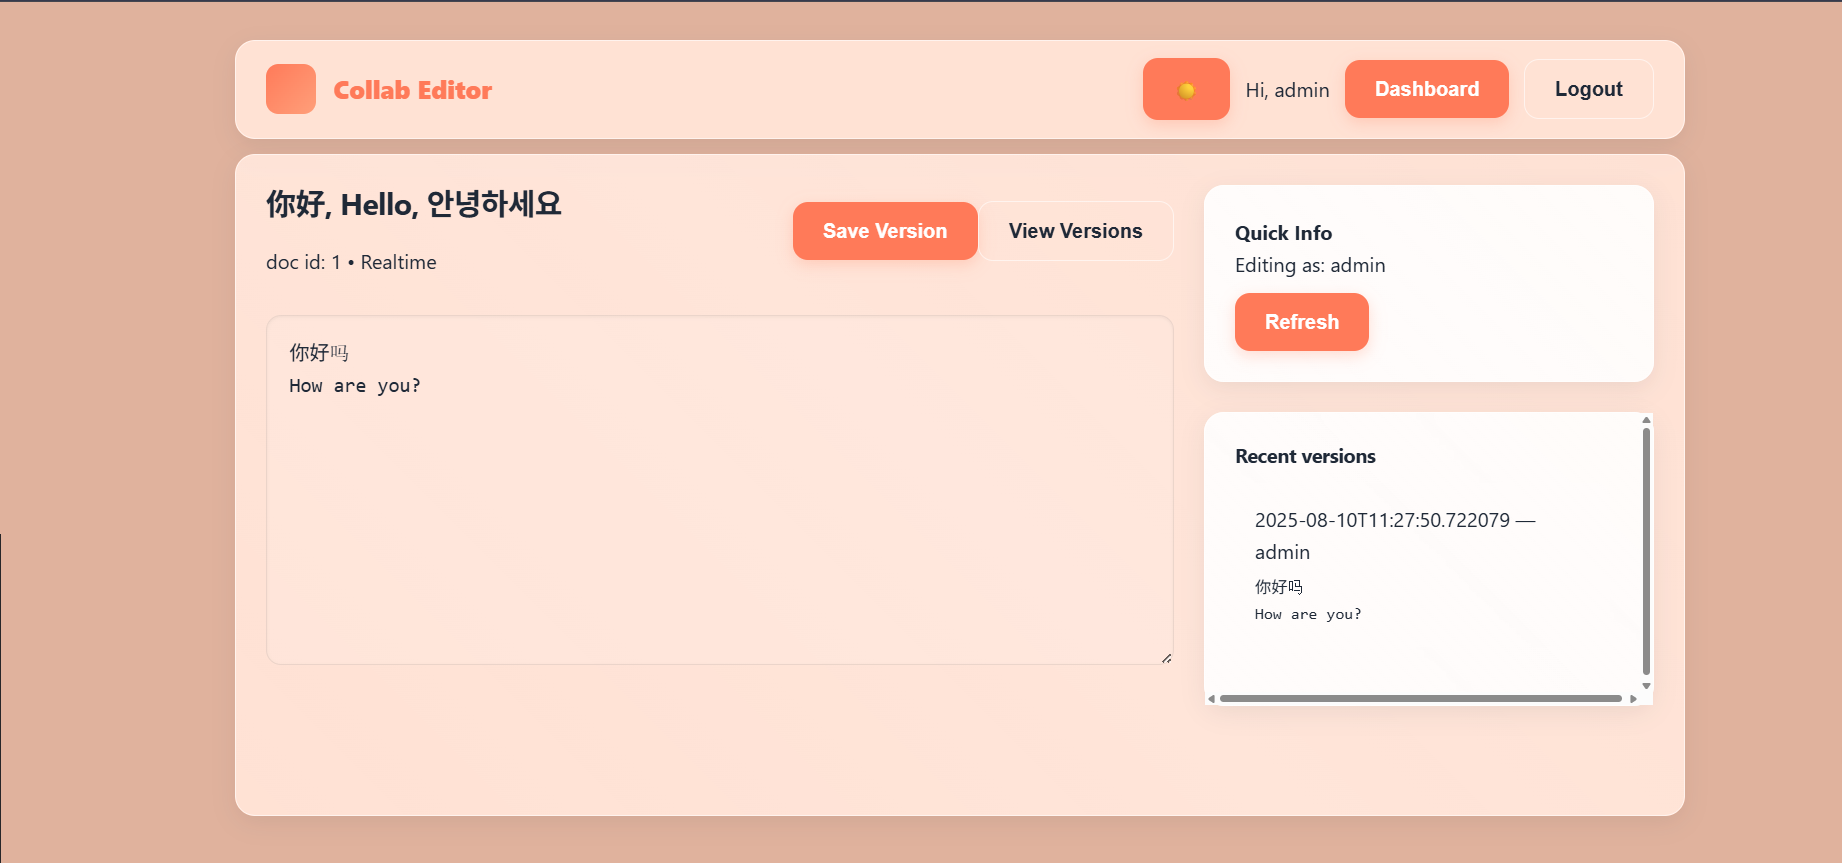 Collab Editor
Hi, admin
Dashboard
Logout
你好, Hello, 안녕하세요
doc id: 1 • Realtime
Save Version
View Versions
你好吗
How are you?
Quick Info
Editing as: admin
Refresh
Recent versions
2025-08-10T11:27:50.722079 —
admin
你好吗
How are you?